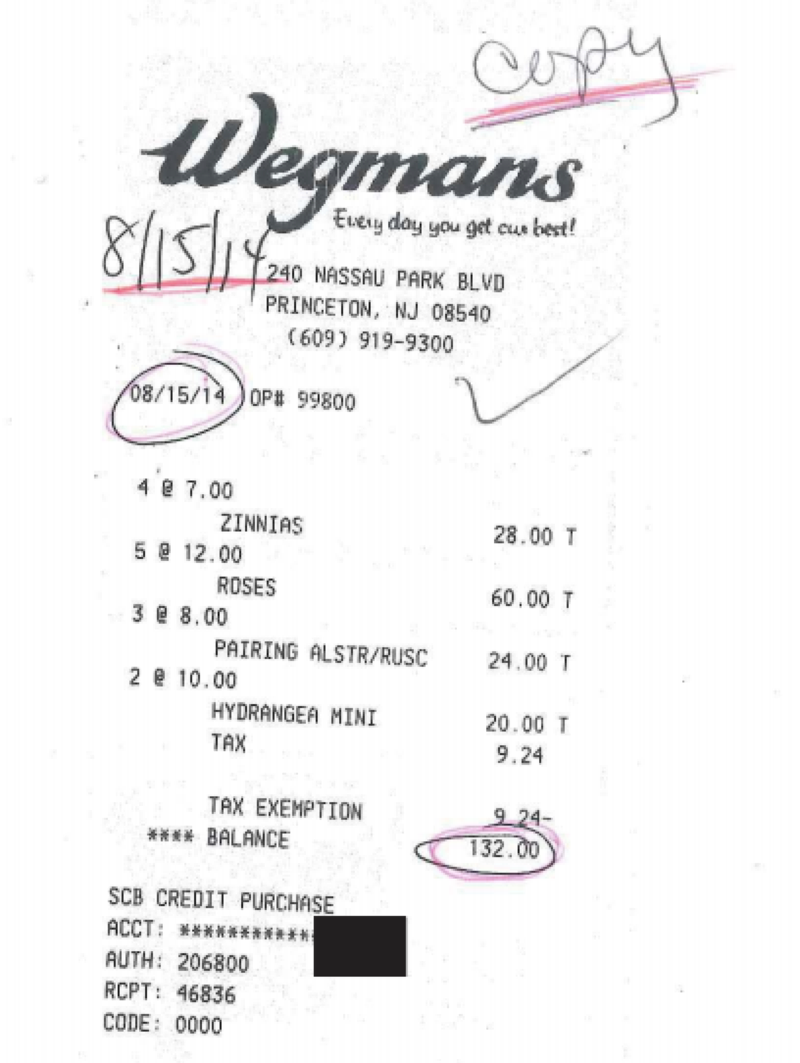 Copy
Wegmans
Every day you get our best!
8/15/14
240 NASSAU PARK BLVD
PRINCETON, NJ 08540
(609) 919-9300
08/15/14 OP# 99800
4 @ 7.00
ZINNIAS 28.00 T
5 @ 12.00
ROSES 60.00 T
3 @ 8.00
PAIRING ALSTR/RUSC 24.00 T
2 @ 10.00
HYDRANGEA MINI 20.00 T
TAX 9.24
TAX EXEMPTION 9.24-
**** BALANCE 132.00
SCB CREDIT PURCHASE
ACCT: ************
AUTH: 206800
RCPT: 46836
CODE: 0000